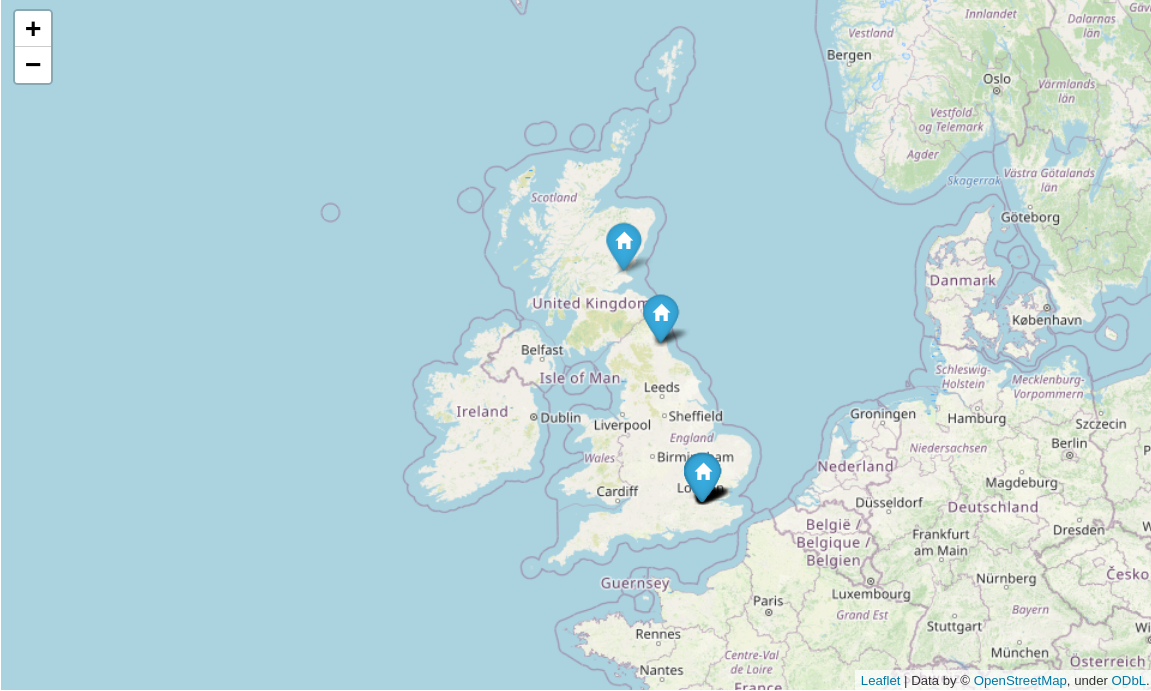 +
−
Innlandet
Dalarnas
län
Vestland
Bergen
Oslo
Värmlands
län
Vestfold
og Telemark
Agder
Västra Götalands
län
Skagerrak
Göteborg
Scotland
Danmark
København
United Kingdom
Belfast
Isle of Man
Leeds
Ireland
Dublin
Liverpool
Sheffield
England
Wales
Birmingham
Cardiff
Guernsey
Schleswig-
Holstein
Mecklenburg-
Vorpommern
Groningen
Hamburg
Szczecin
Niedersachsen
Berlin
Nederland
Magdeburg
Düsseldorf
Deutschland
België /
Belgique /
Belgien
Dresden
Frankfurt
am Main
Luxembourg
Nürnberg
Česko
Paris
Grand Est
Bayern
Stuttgart
Rennes
München
Centre-Val
de Loire
Nantes
Österreich
France
Leaflet | Data by © OpenStreetMap, under ODbL.